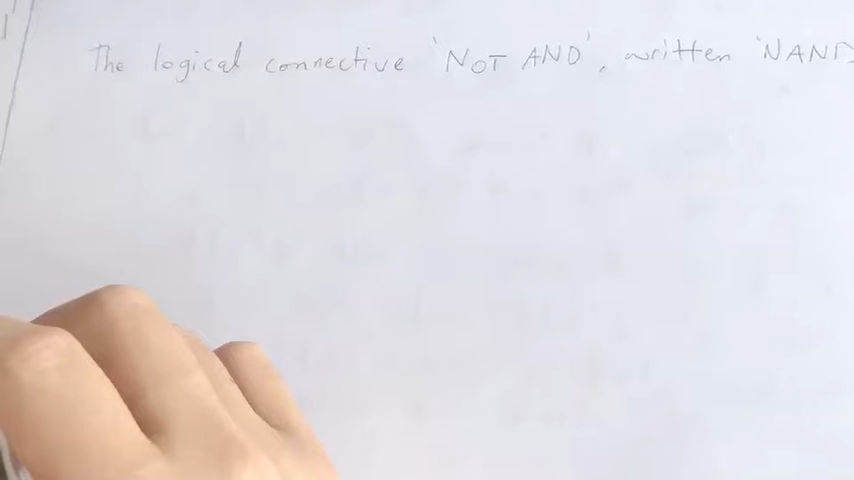 The logical connective 'NOT AND', written 'NAND